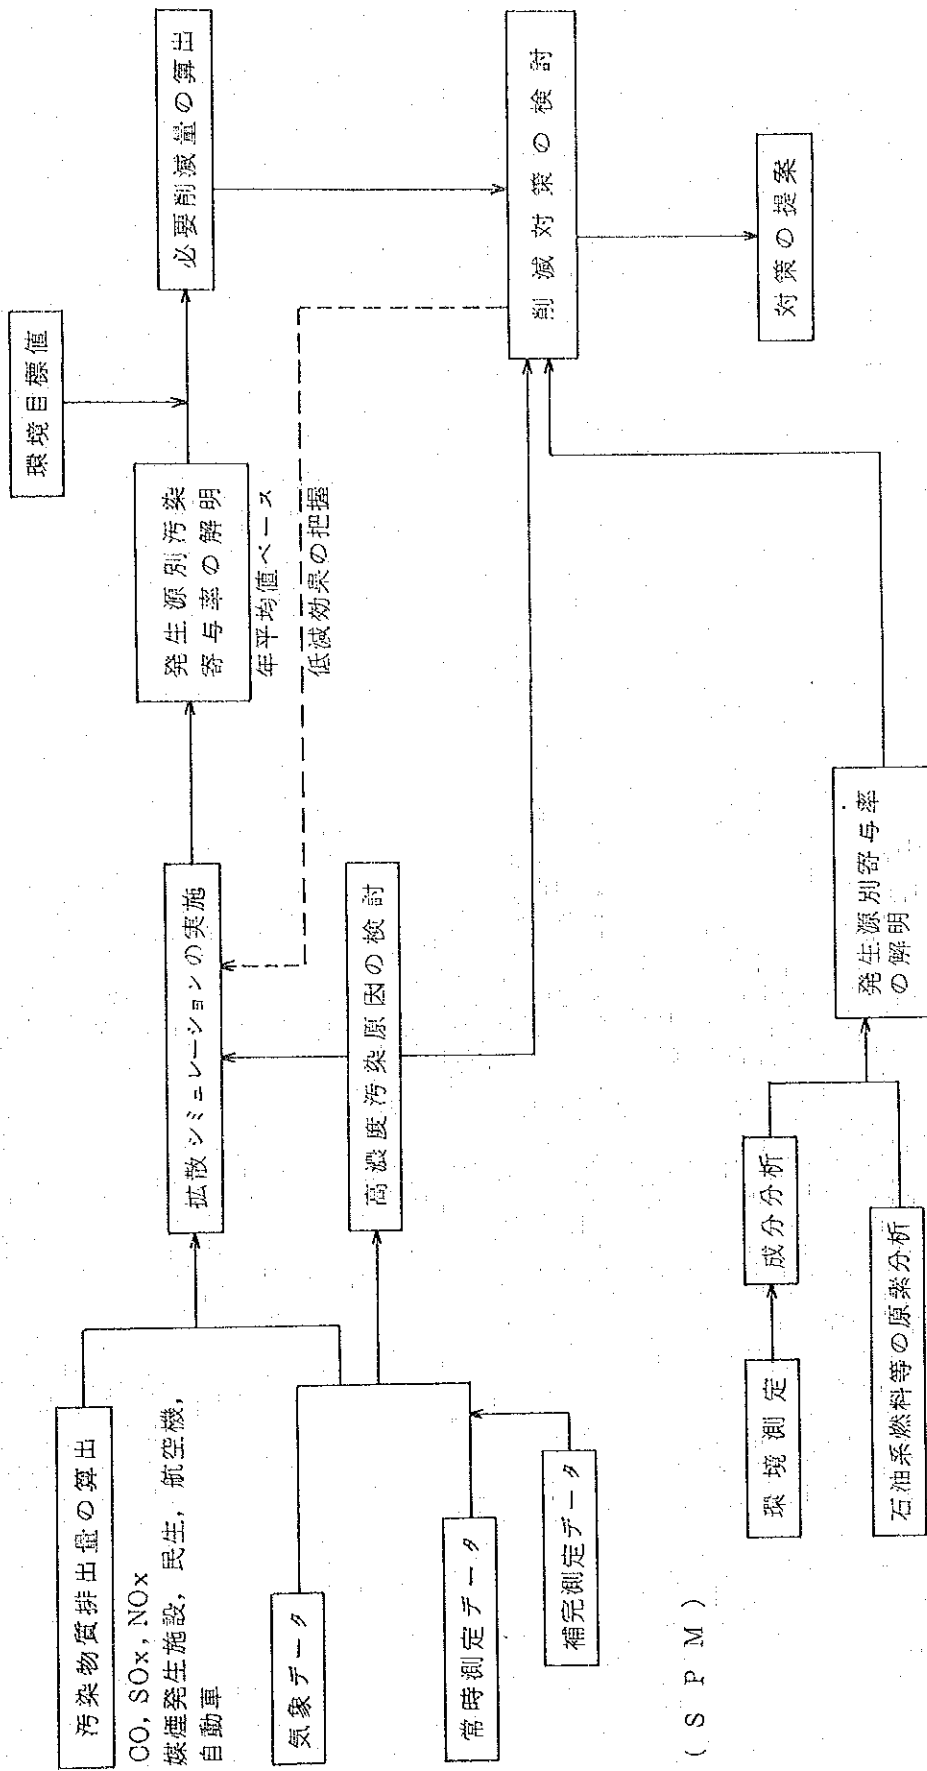 汚染物質排出量の算出
CO, SOx, NOx
媒煙発生施設, 民生, 航空機,
自動車
気象データ
常時測定データ
補完測定データ
拡散シミュレーションの実施
高濃度汚染原因の検討
発生源別汚染
寄与率の解明
年平均値ベース
低減効果の把握
環境目標値
必要削減量の算出
削減対策の検討
対策の提案
(SPM)
環境測定
成分分析
石油系燃料等の原素分析
発生源別寄与率
の解明